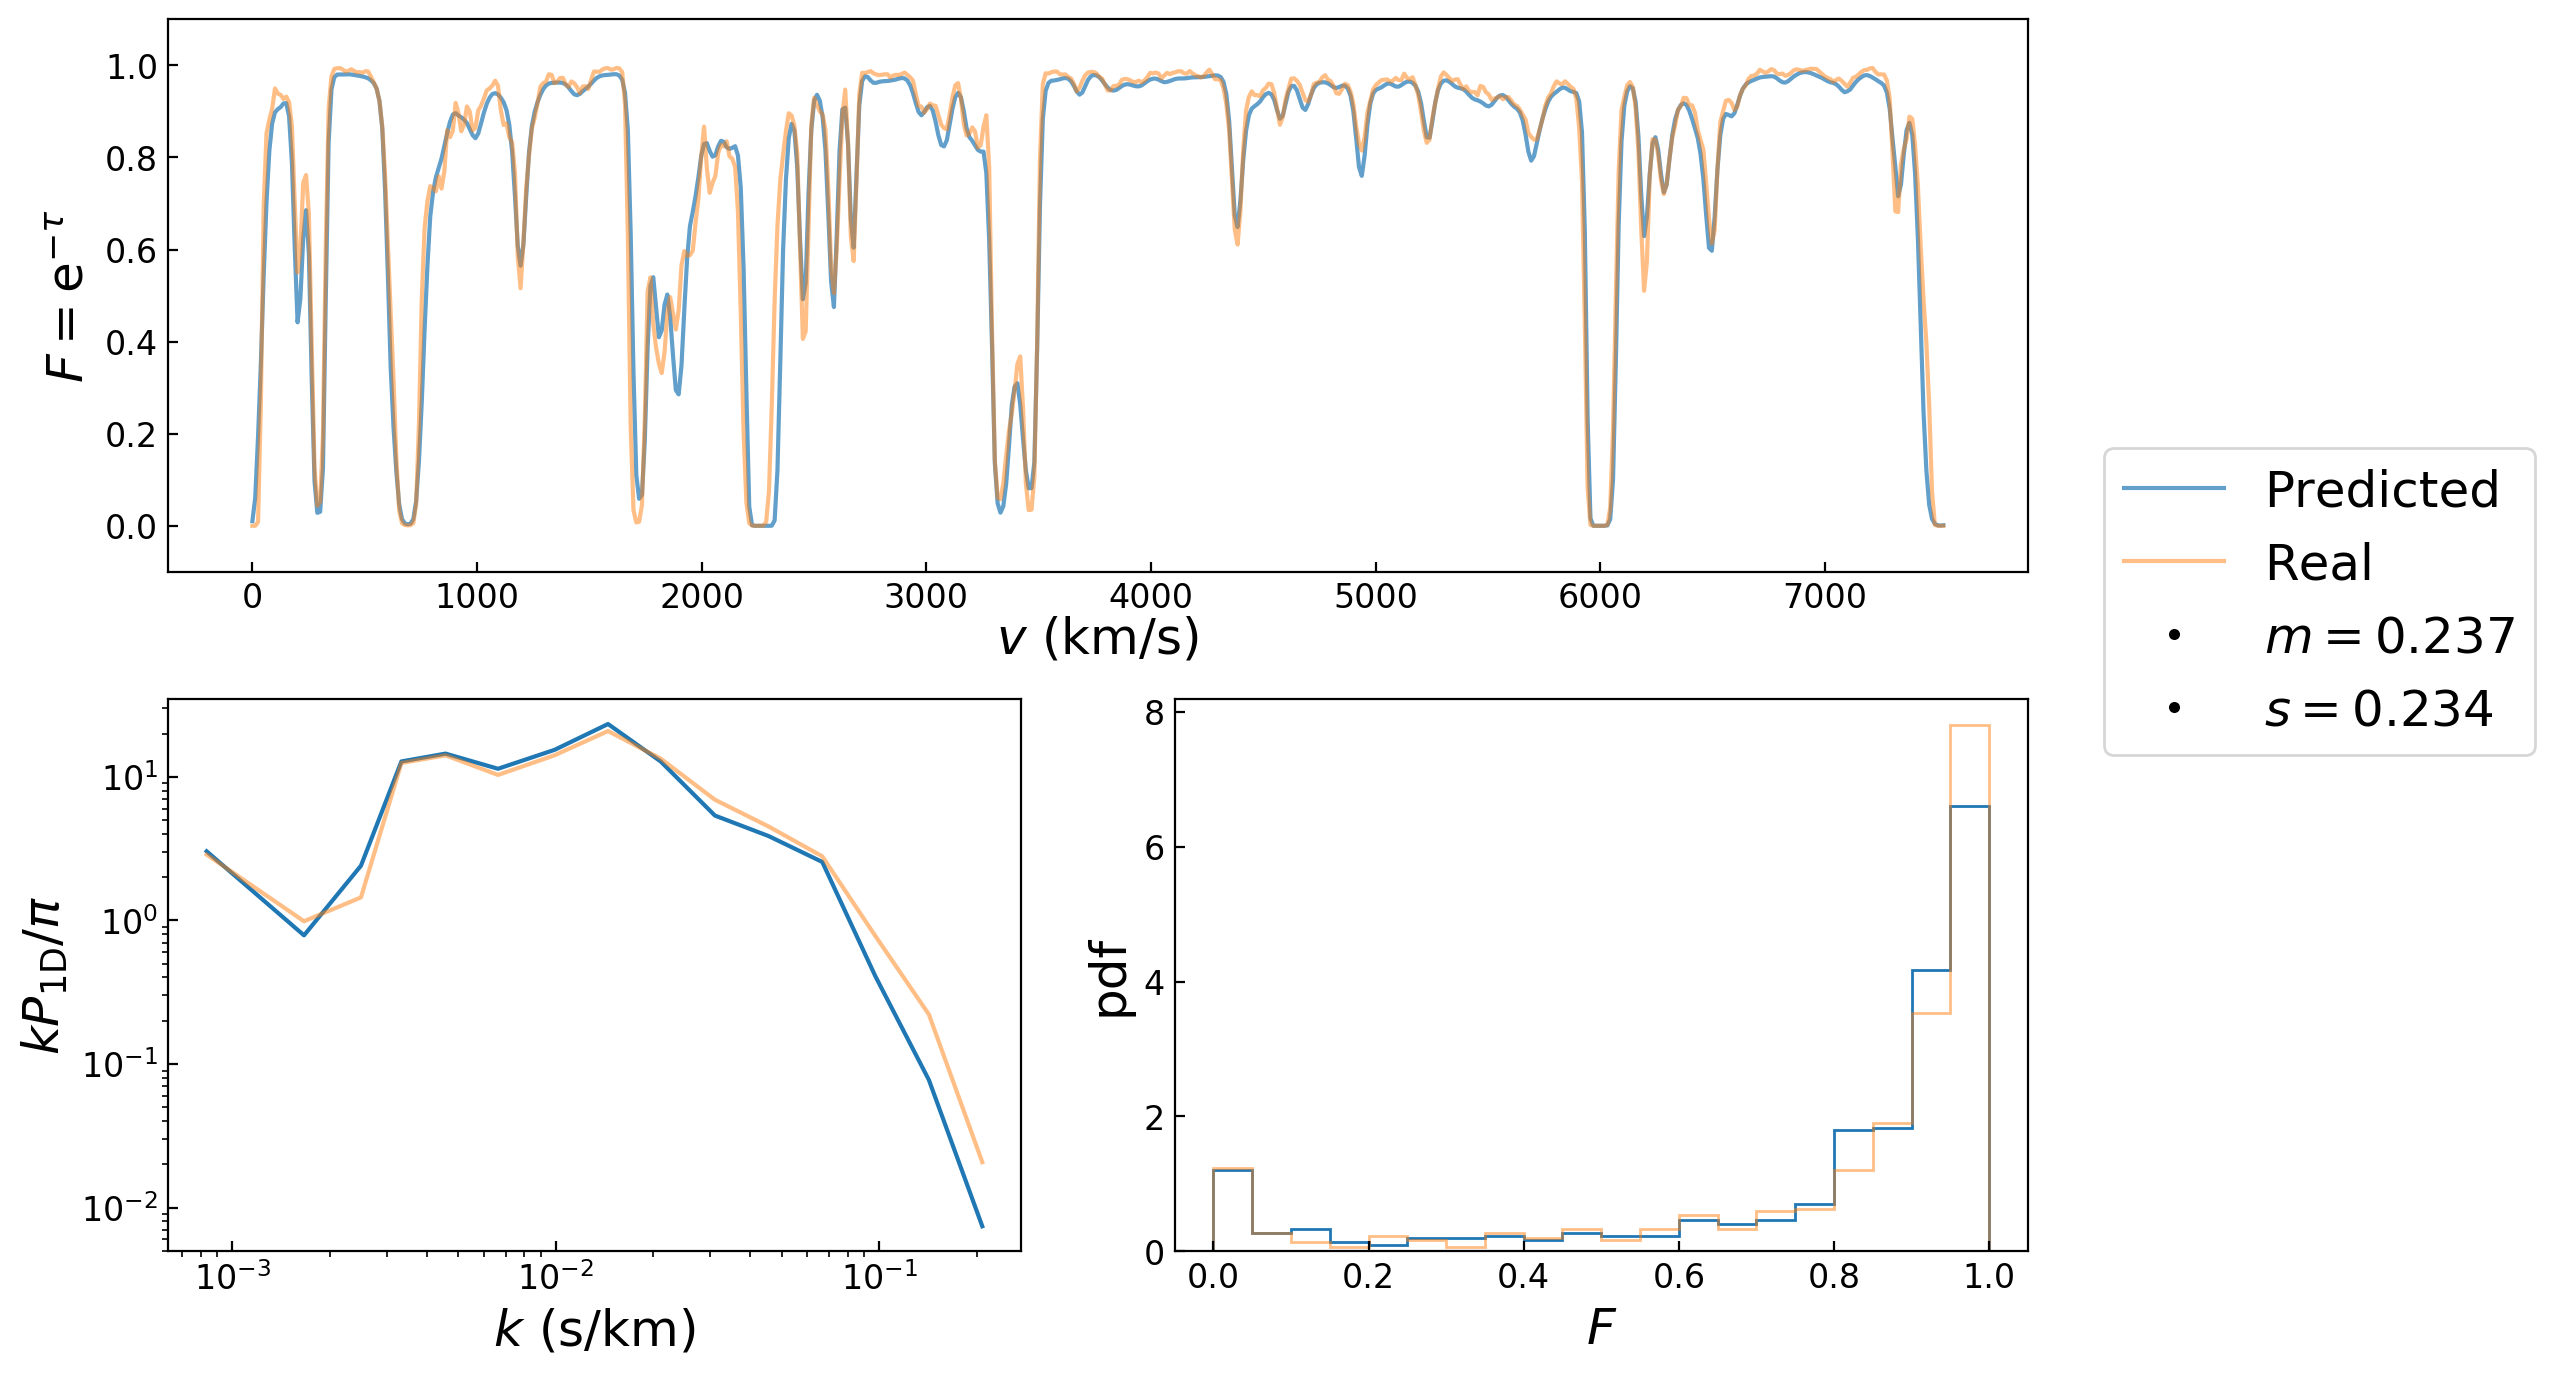 F = e^{−τ}
1.0
0.8
0.6
0.4
0.2
0.0
0 1000 2000 3000 4000 5000 6000 7000
v (km/s)
Predicted
Real
m = 0.237
s = 0.234
kP_{1D}/π
10^{1}
10^{0}
10^{−1}
10^{−2}
10^{−3} 10^{−2} 10^{−1}
k (s/km)
pdf
8
6
4
2
0
0.0 0.2 0.4 0.6 0.8 1.0
F